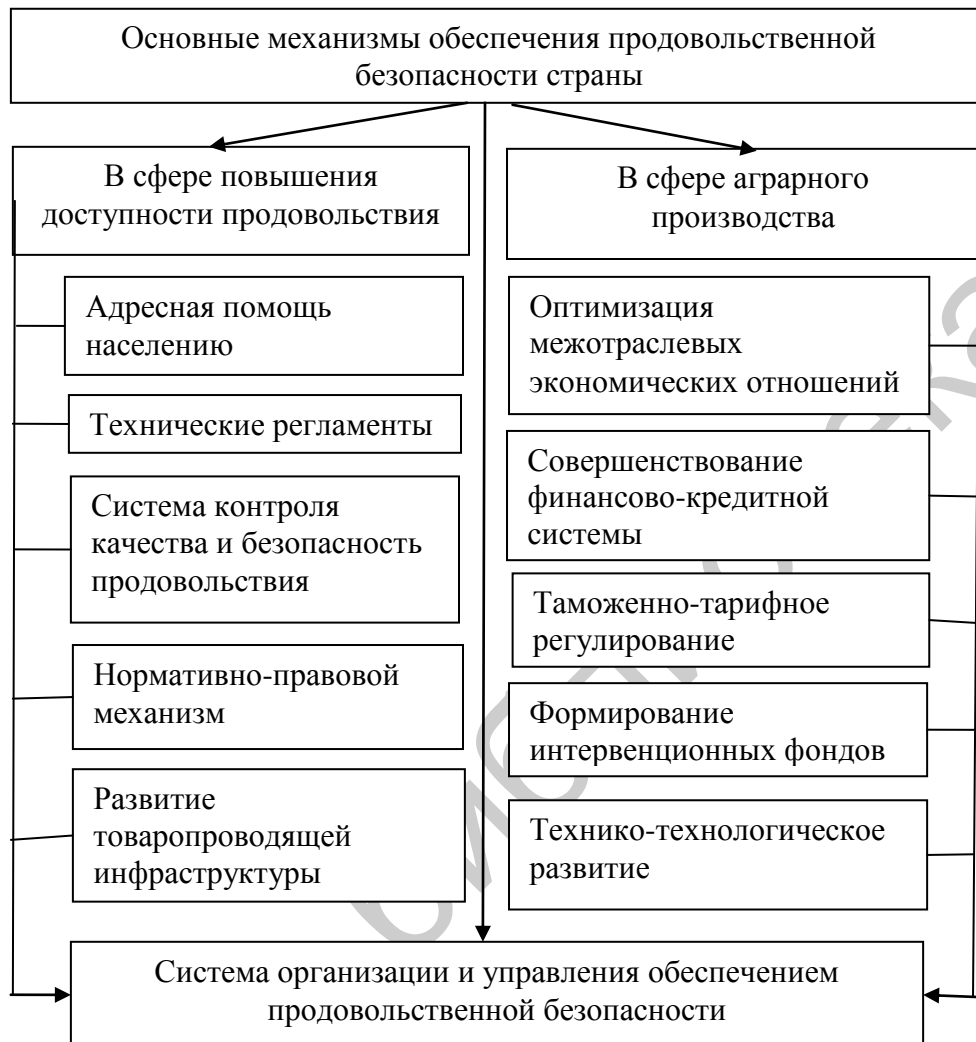 Основные механизмы обеспечения продовольственной
безопасности страны
В сфере повышения
доступности продовольствия
Адресная помощь
населению
Технические регламенты
Система контроля
качества и безопасность
продовольствия
Нормативно-правовой
механизм
Развитие
товаропроводящей
инфраструктуры
В сфере аграрного
производства
Оптимизация
межотраслевых
экономических отношений
Совершенствование
финансово-кредитной
системы
Таможенно-тарифное
регулирование
Формирование
интервенционных фондов
Технико-технологическое
развитие
Система организации и управления обеспечением
продовольственной безопасности